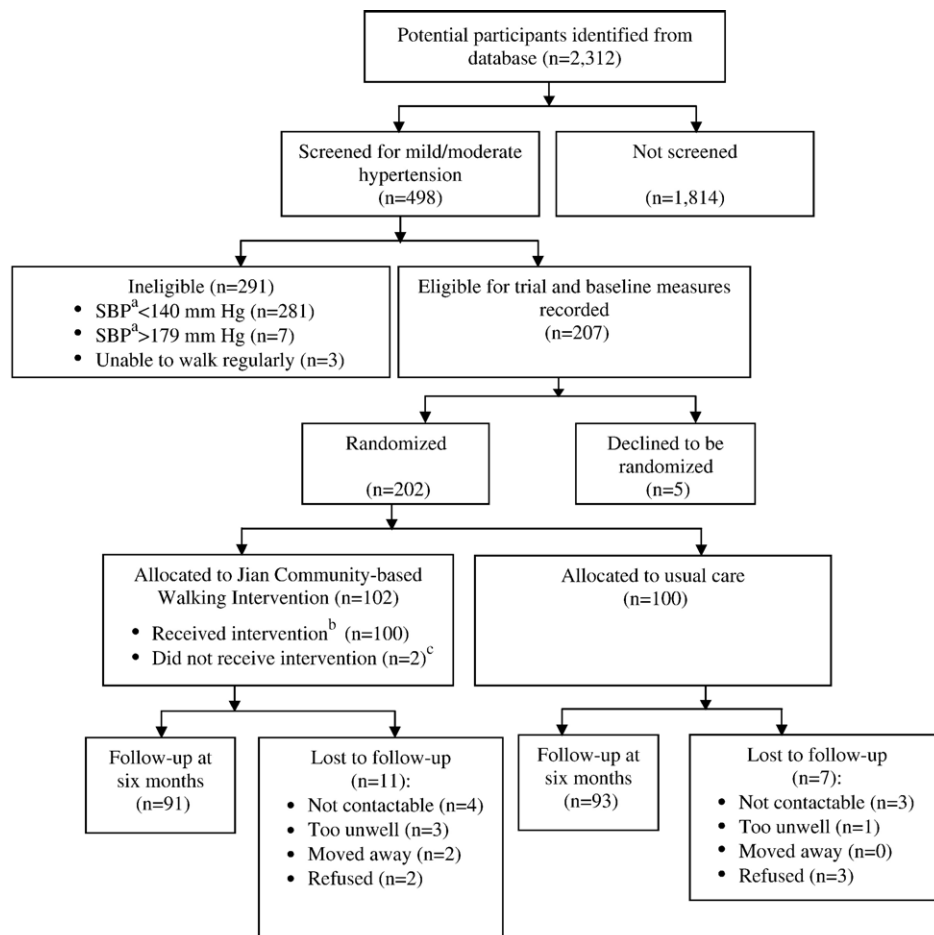 Potential participants identified from
database (n=2,312)
Screened for mild/moderate
hypertension
(n=498)
Not screened
(n=1,814)
Ineligible (n=291)
• SBPᵃ<140 mm Hg (n=281)
• SBPᵃ>179 mm Hg (n=7)
• Unable to walk regularly (n=3)
Eligible for trial and baseline measures
recorded
(n=207)
Randomized
(n=202)
Declined to be
randomized
(n=5)
Allocated to Jian Community-based
Walking Intervention (n=102)
• Received interventionᵇ (n=100)
• Did not receive intervention (n=2)ᶜ
Allocated to usual care
(n=100)
Follow-up at
six months
(n=91)
Lost to follow-up
(n=11):
• Not contactable (n=4)
• Too unwell (n=3)
• Moved away (n=2)
• Refused (n=2)
Follow-up at
six months
(n=93)
Lost to follow-up
(n=7):
• Not contactable (n=3)
• Too unwell (n=1)
• Moved away (n=0)
• Refused (n=3)